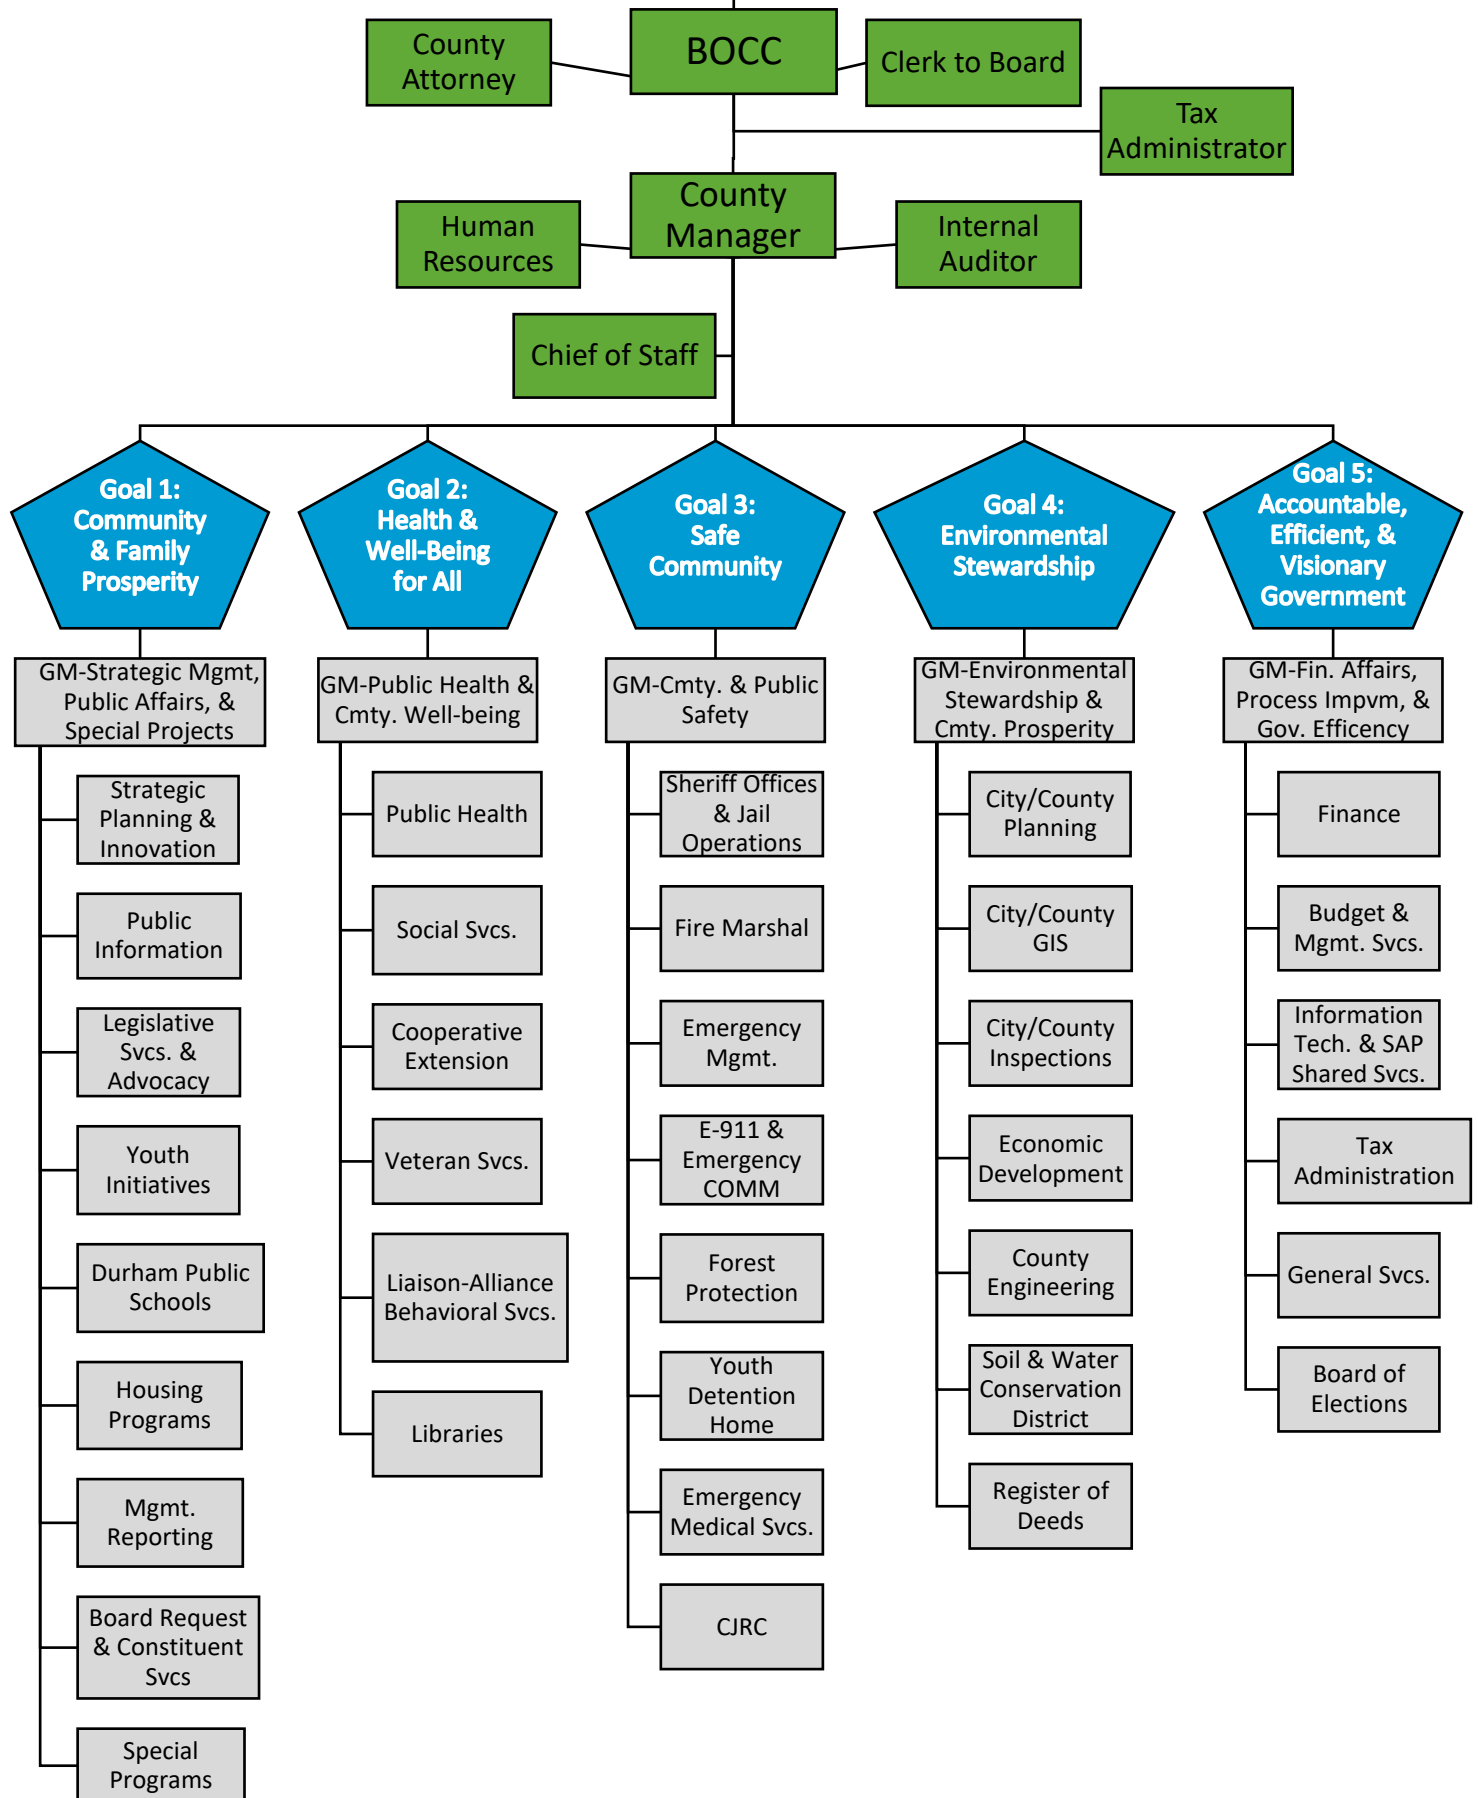 County
Attorney
BOCC
Clerk to Board
Tax
Administrator
County
Manager
Human
Resources
Internal
Auditor
Chief of Staff
Goal 1:
Community
& Family
Prosperity
Goal 2:
Health &
Well-Being
for All
Goal 3:
Safe
Community
Goal 4:
Environmental
Stewardship
Goal 5:
Accountable,
Efficient, &
Visionary
Government
GM-Strategic Mgmt,
Public Affairs, &
Special Projects
Strategic
Planning &
Innovation
Public
Information
Legislative
Svcs. &
Advocacy
Youth
Initiatives
Durham Public
Schools
Housing
Programs
Mgmt.
Reporting
Board Request
& Constituent
Svcs
Special
Programs
GM-Public Health &
Cmty. Well-being
Public Health
Social Svcs.
Cooperative
Extension
Veteran Svcs.
Liaison-Alliance
Behavioral Svcs.
Libraries
GM-Cmty. & Public
Safety
Sheriff Offices
& Jail
Operations
Fire Marshal
Emergency
Mgmt.
E-911 &
Emergency
COMM
Forest
Protection
Youth
Detention
Home
Emergency
Medical Svcs.
CJRC
GM-Environmental
Stewardship &
Cmty. Prosperity
City/County
Planning
City/County
GIS
City/County
Inspections
Economic
Development
County
Engineering
Soil & Water
Conservation
District
Register of
Deeds
GM-Fin. Affairs,
Process Impvm, &
Gov. Efficency
Finance
Budget &
Mgmt. Svcs.
Information
Tech. & SAP
Shared Svcs.
Tax
Administration
General Svcs.
Board of
Elections